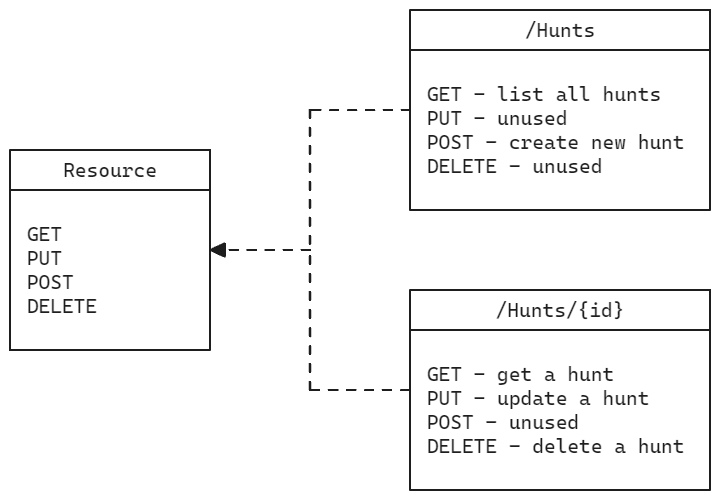 Resource
GET
PUT
POST
DELETE
/Hunts
GET – list all hunts
PUT – unused
POST – create new hunt
DELETE – unused
/Hunts/{id}
GET – get a hunt
PUT – update a hunt
POST – unused
DELETE – delete a hunt